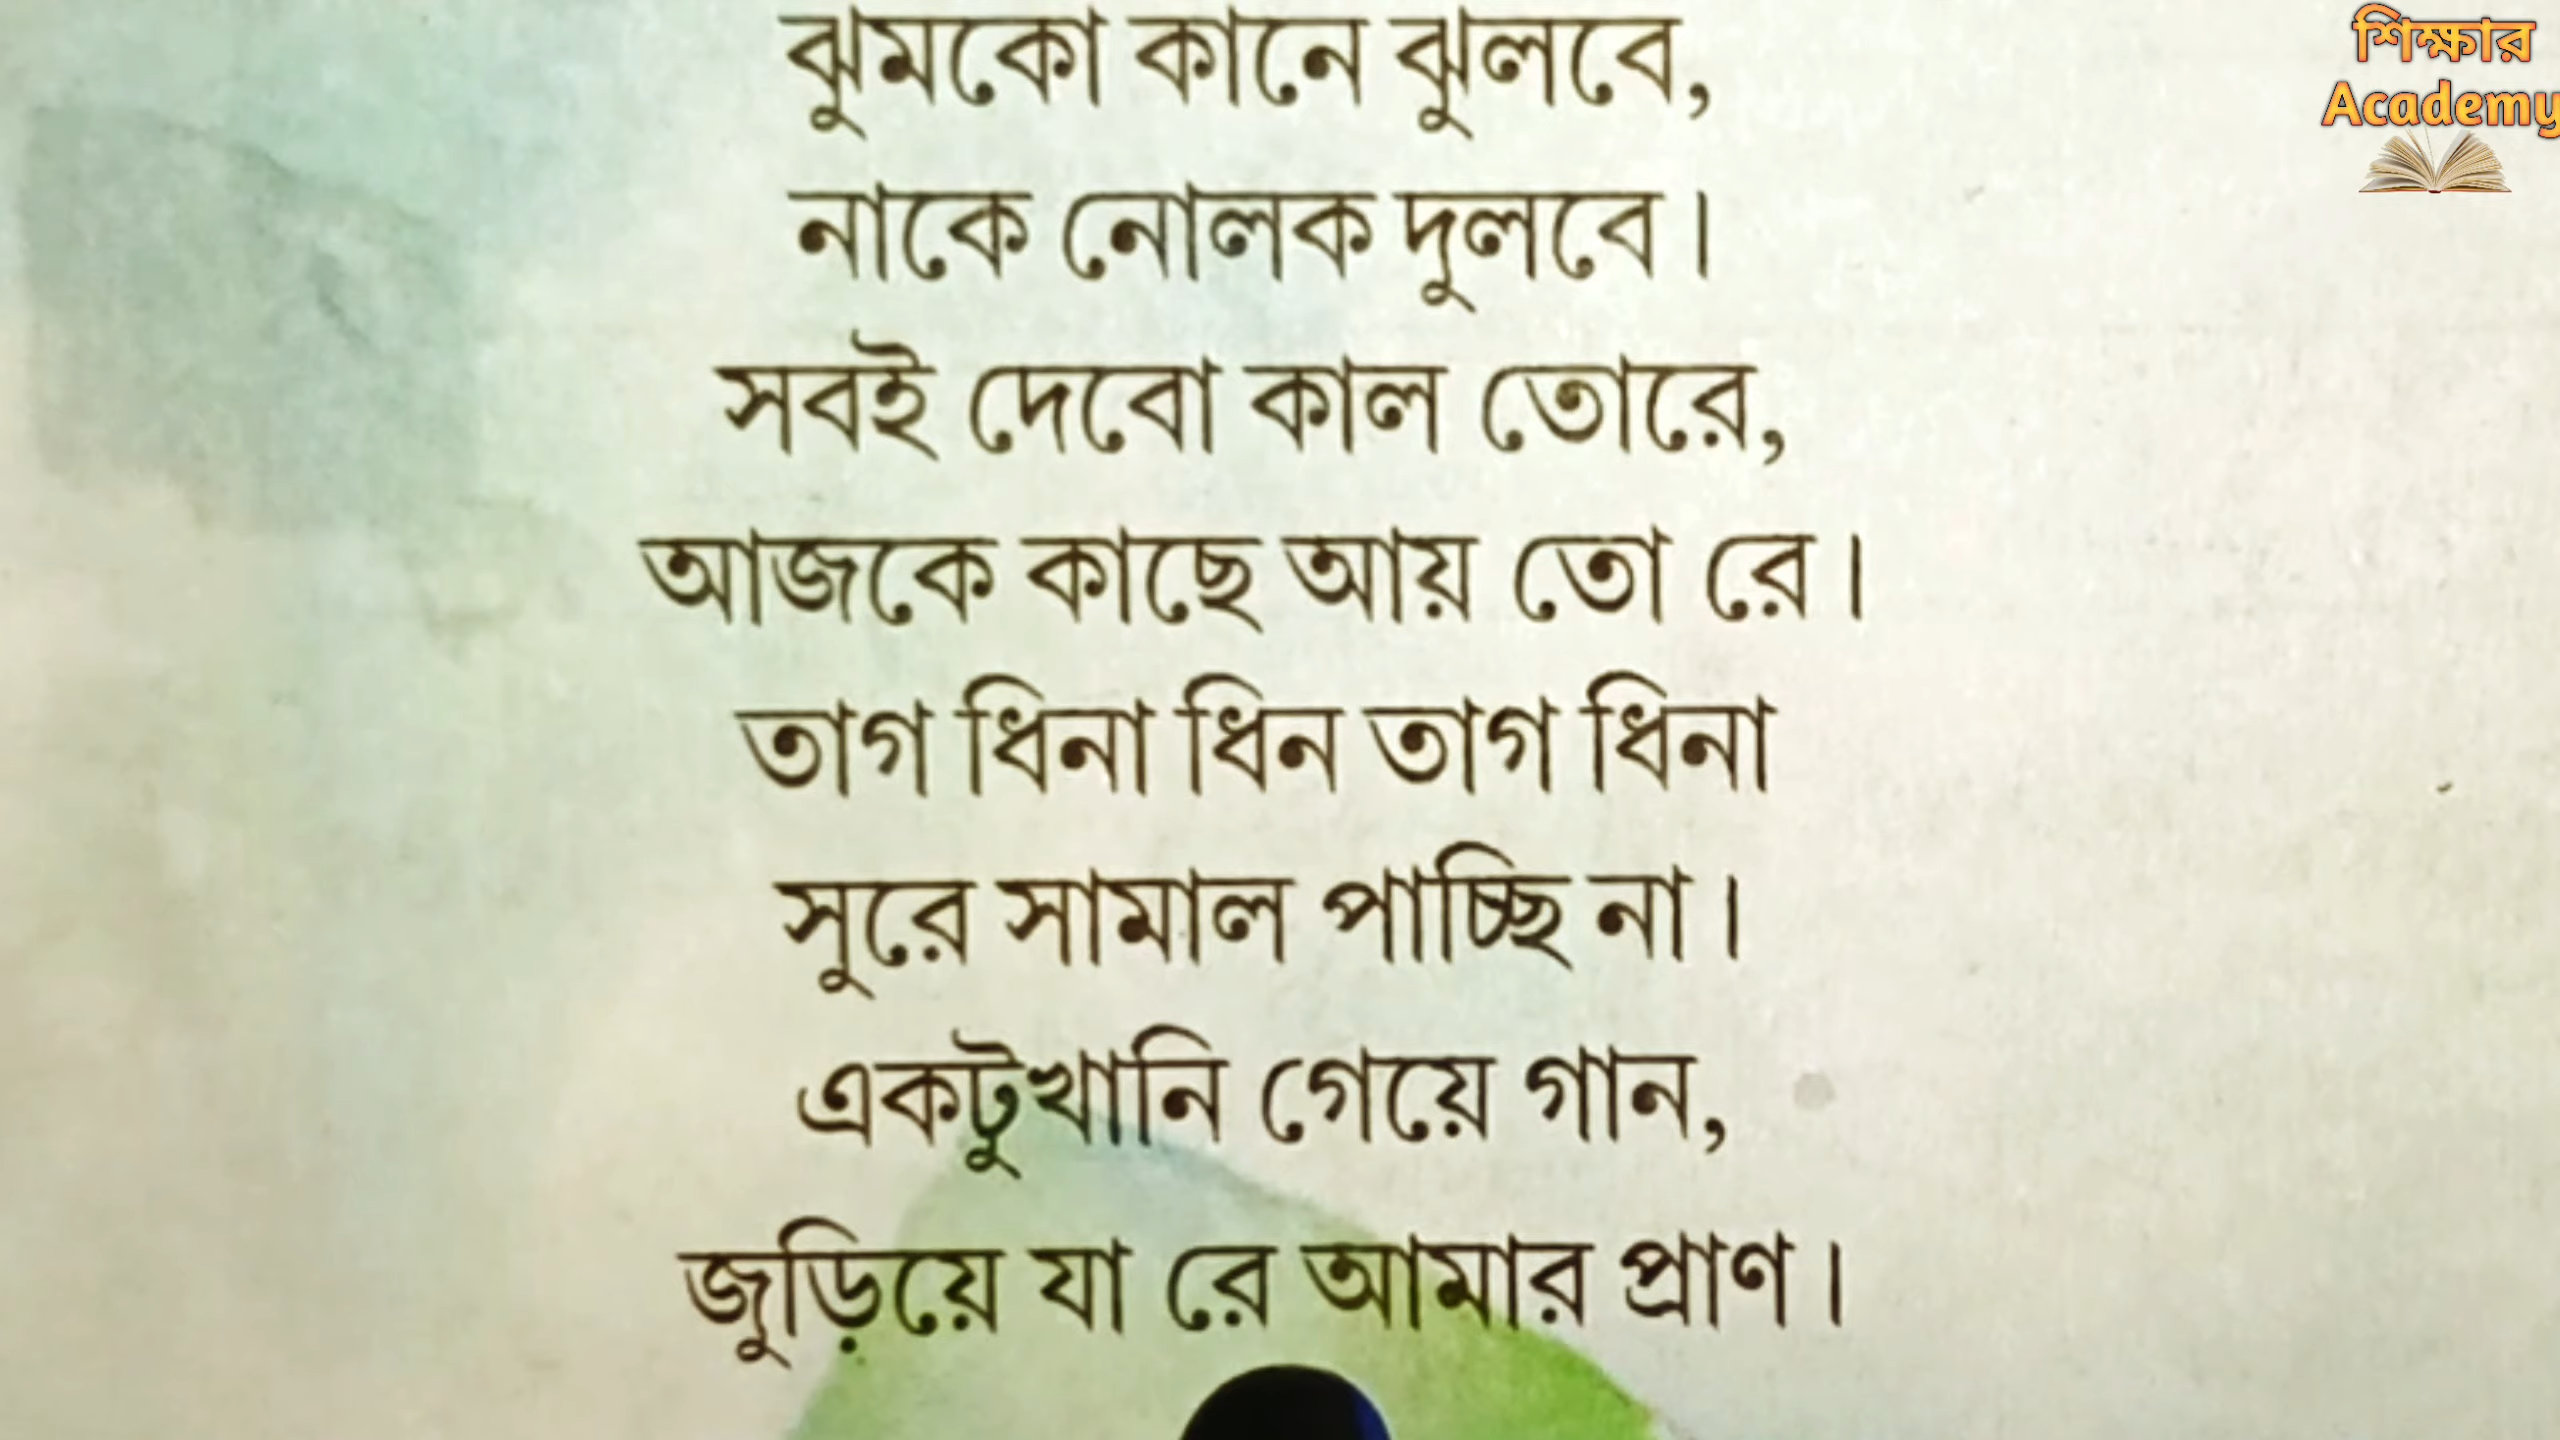 ঝুমকো কানে ঝুলবে,
নাকে নোলক দুলবে।
সবই দেবো কাল তোরে,
আজকে কাছে আয় তো রে।
তাগ ধিনা ধিন তাগ ধিনা
সুরে সামাল পাচ্ছি না।
একটুখানি গেয়ে গান,
জুড়িয়ে যা রে আমার প্রাণ।
শিক্ষার
Academy